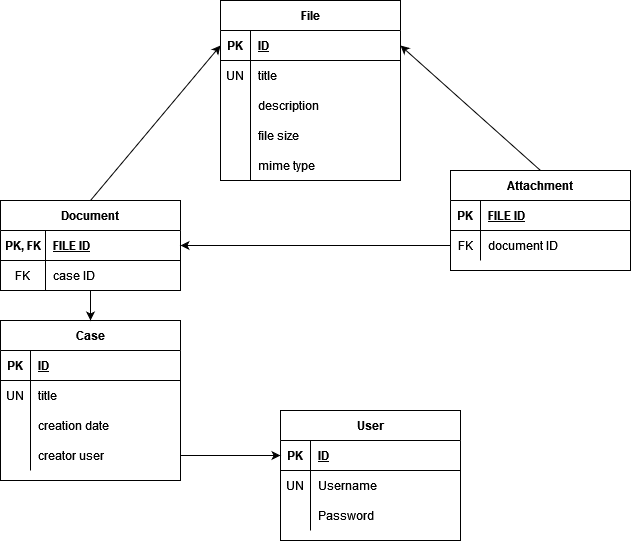 File
PK ID
UN title
description
file size
mime type
Attachment
PK FILE ID
FK document ID
Document
PK, FK FILE ID
FK case ID
Case
PK ID
UN title
creation date
creator user
User
PK ID
UN Username
Password